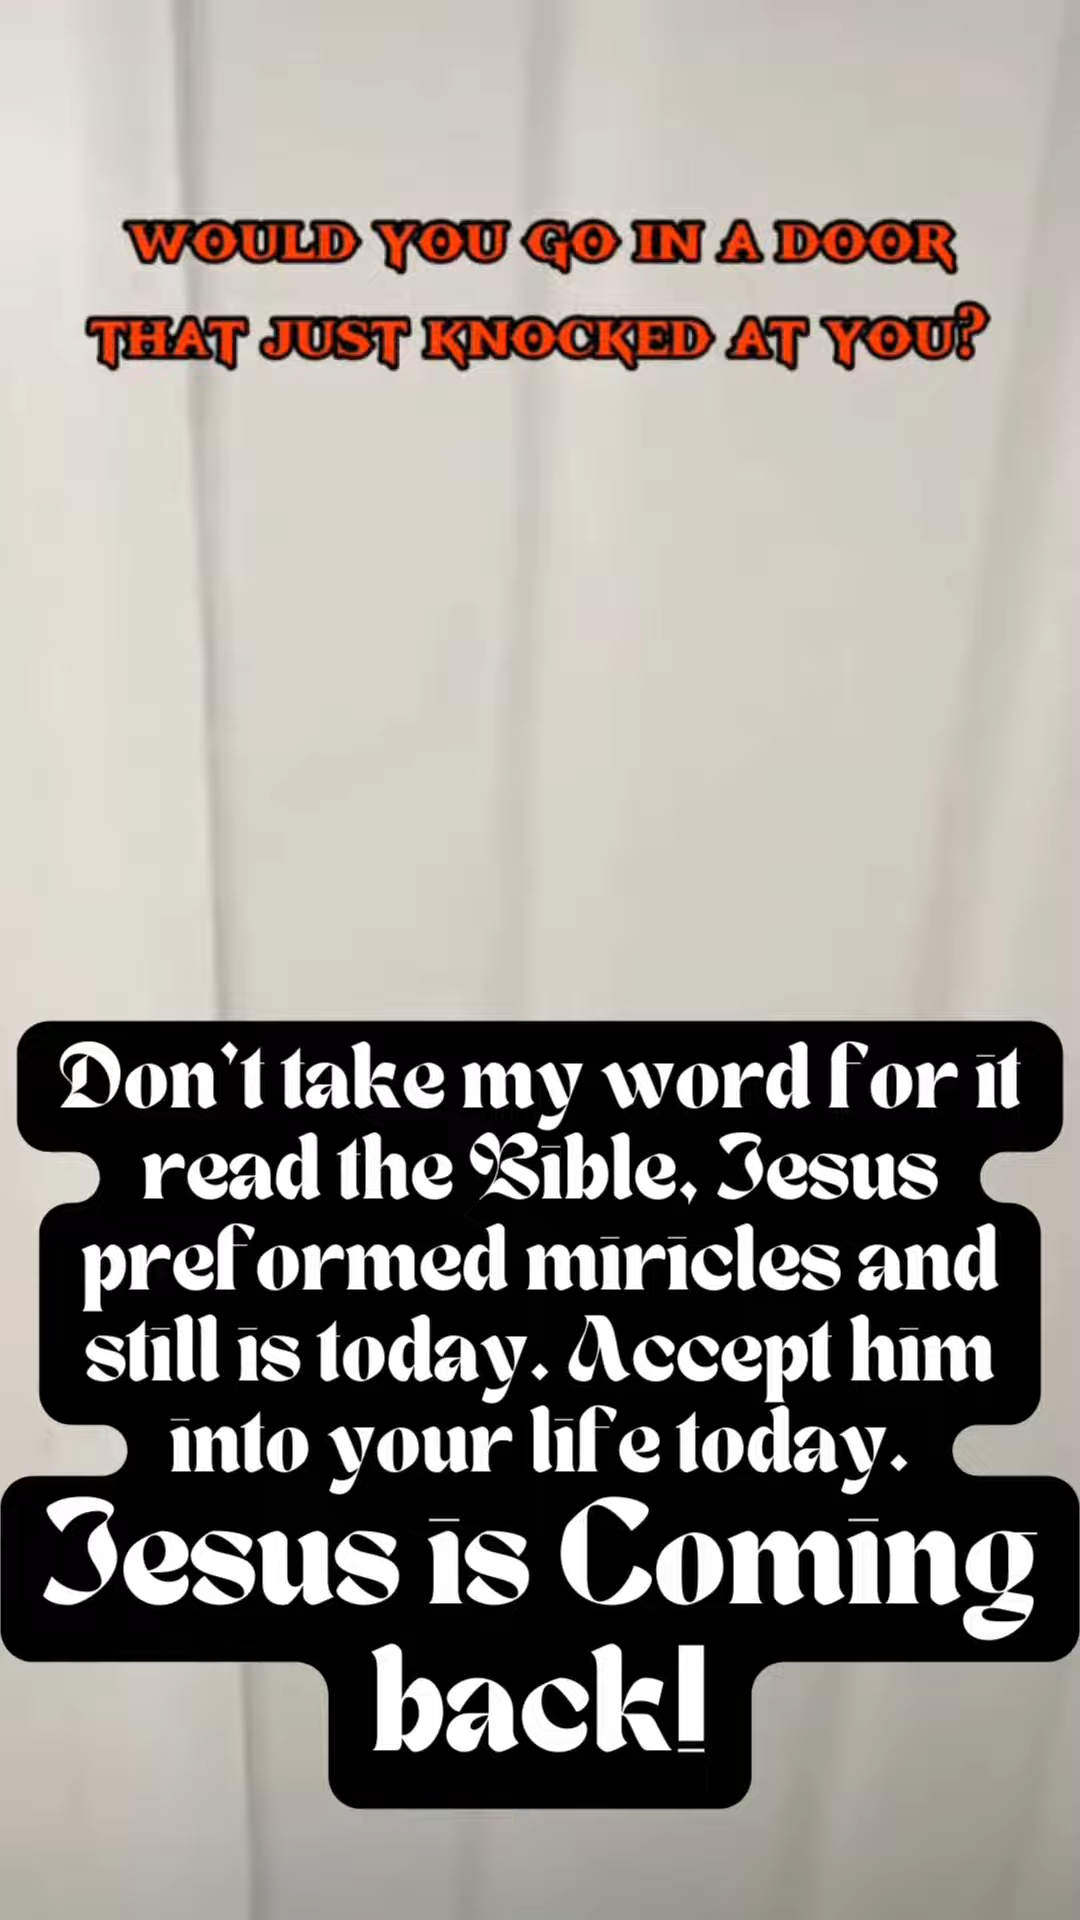 WOULD YOU GO IN A DOOR
THAT JUST KNOCKED AT YOU?
Don't take my word for it
read the Bible, Jesus
preformed miricles and
still is today. Accept him
into your life today.
Jesus is Coming
back!